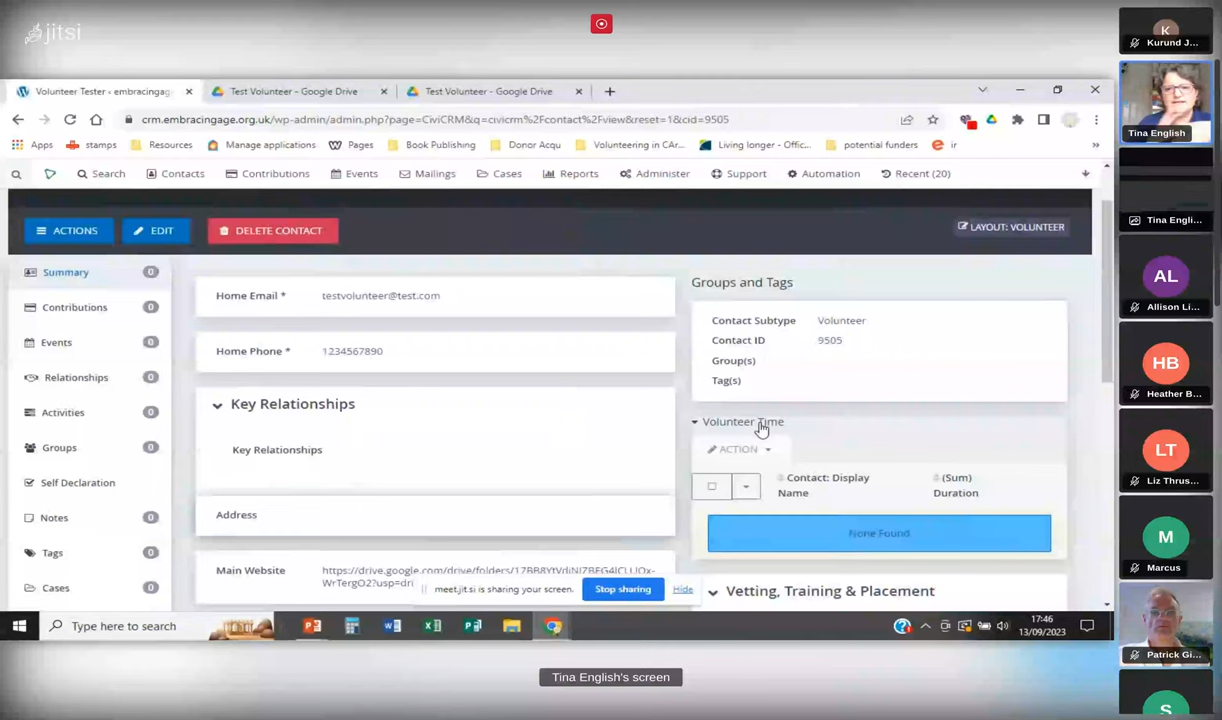 jitsi
Volunteer Tester ‹ embracingage
Test Volunteer - Google Drive
Test Volunteer - Google Drive
crm.embracingage.org.uk/wp-admin/admin.php?page=CiviCRM&q=civicrm%2Fcontact%2Fview&reset=1&cid=9505
Apps
stamps
Resources
Manage applications
Pages
Book Publishing
Donor Acqu
Volunteering in CAr...
Living longer - Offic...
potential funders
ir
Search
Contacts
Contributions
Events
Mailings
Cases
Reports
Administer
Support
Automation
Recent (20)
ACTIONS
EDIT
DELETE CONTACT
LAYOUT: VOLUNTEER
Summary 0
Contributions 0
Events 0
Relationships 0
Activities 0
Groups 0
Self Declaration 0
Notes 0
Tags 0
Cases 0
Home Email * testvolunteer@test.com
Home Phone * 1234567890
Key Relationships
Key Relationships
Address
Main Website
Groups and Tags
Contact Subtype Volunteer
Contact ID 9505
Group(s)
Tag(s)
Volunteer Time
ACTION
Contact: Display
Name
(Sum)
Duration
None Found
Vetting, Training & Placement
meet.jit.si is sharing your screen.
Stop sharing
Hide
Type here to search
17:46
13/09/2023
Tina English's screen
K
Kurund J...
Tina English
Tina Engli...
AL
Allison Li...
HB
Heather B...
LT
Liz Thrus...
M
Marcus
Patrick Gi...
S